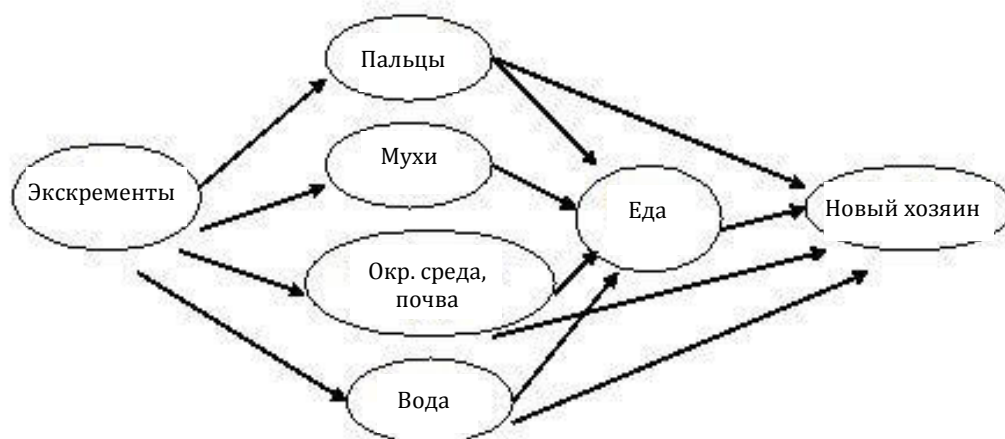 Пальцы
Мухи
Экскременты
Еда
Новый хозяин
Окр. среда,
почва
Вода